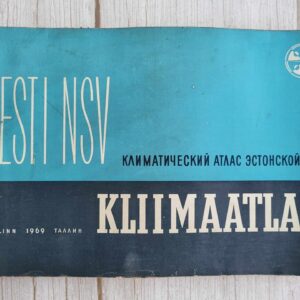 ESTI NSV
КЛИМАТИЧЕСКИЙ АТЛАС ЭСТОНСКОЙ
KLIIMAATLA
LINN 1969 ТАЛЛИН